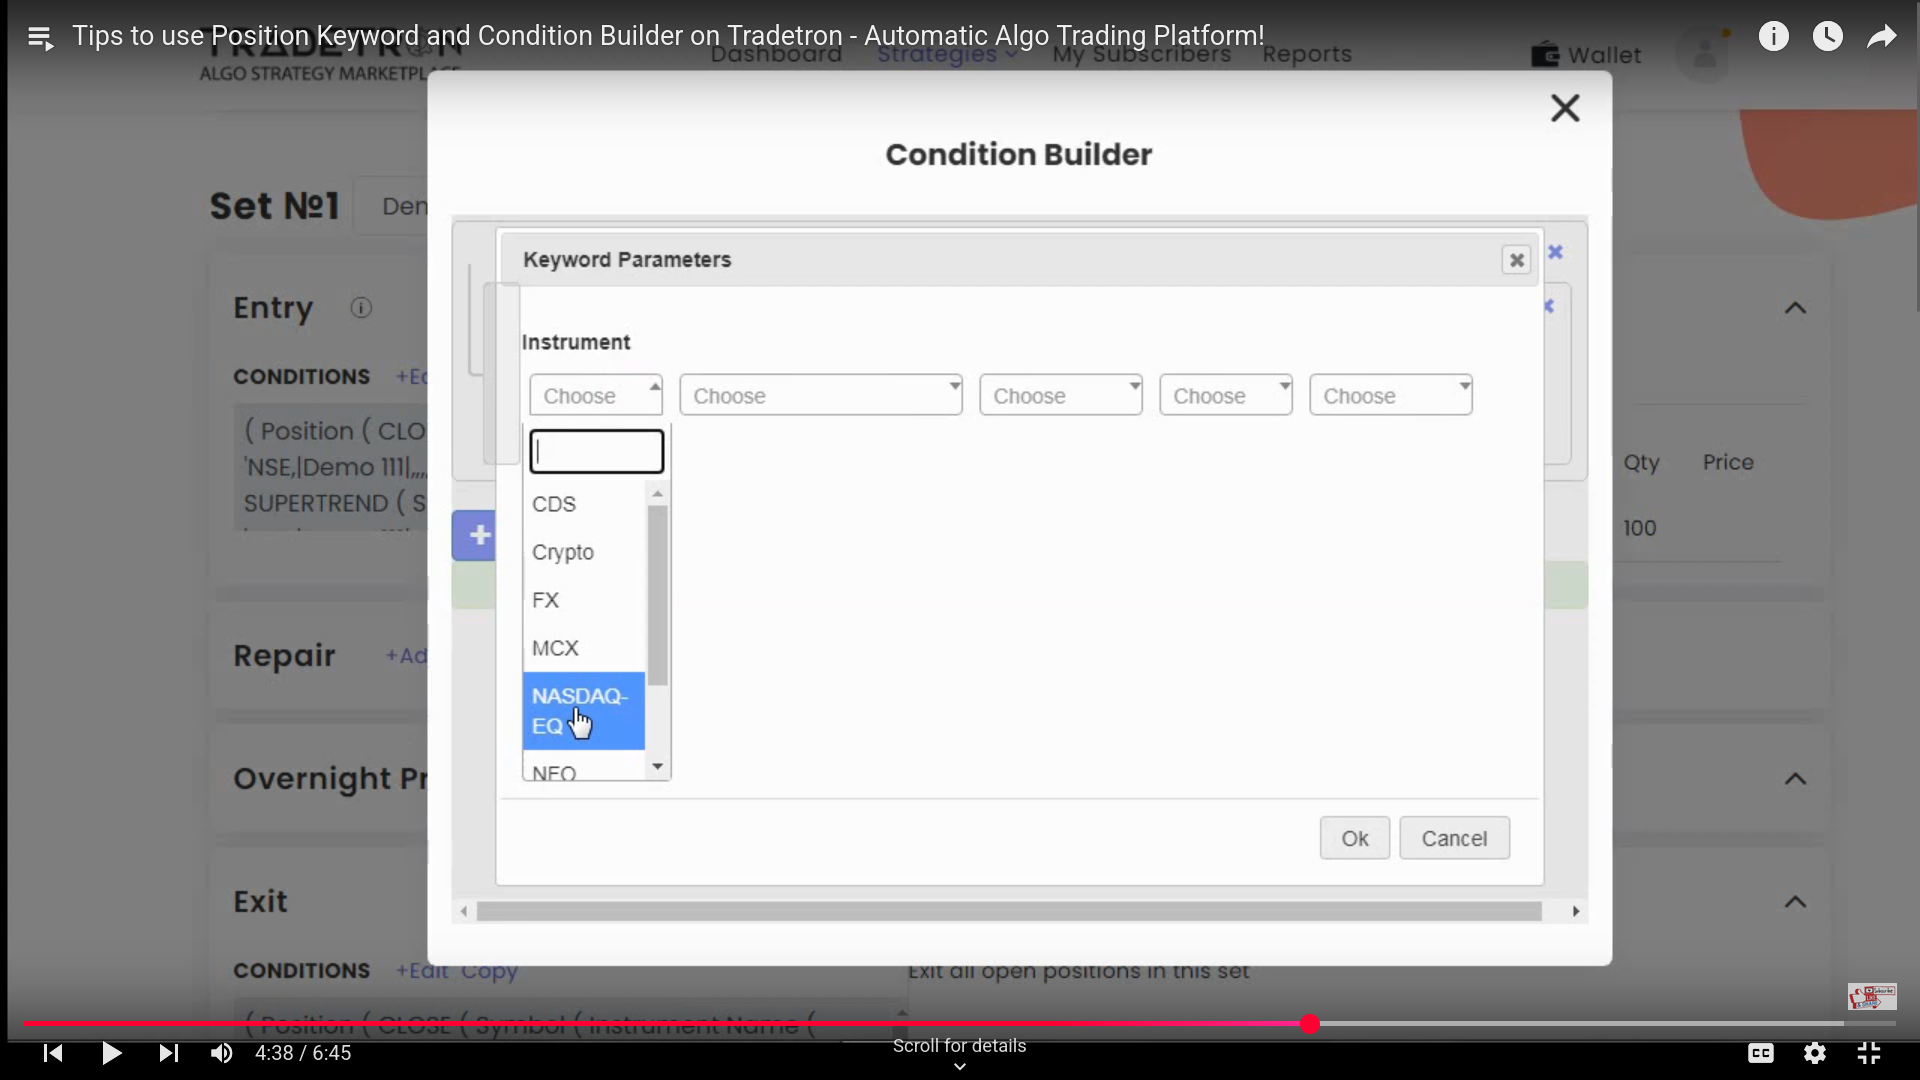 Tips to use Position Keyword and Condition Builder on Tradetron - Automatic Algo Trading Platform!
TRADETRON
ALGO STRATEGY MARKETPLACE
Dashboard Strategies My Subscribers Reports Wallet
Condition Builder
Set №1
Keyword Parameters
Entry
Instrument
CONDITIONS
Choose Choose Choose Choose Choose
( Position ( CLO
'NSE,|Demo 111|,,,,
SUPERTREND ( S
Qty Price
CDS
100
Crypto
FX
MCX
Repair +Ad
NASDAQ-
EQ
NFO
Overnight Pr
Ok Cancel
Exit
CONDITIONS +Edit Copy
Exit all open positions in this set
( Position ( CLOSE ( Symbol ( Instrument Name (
4:38 / 6:45
Scroll for details
CC